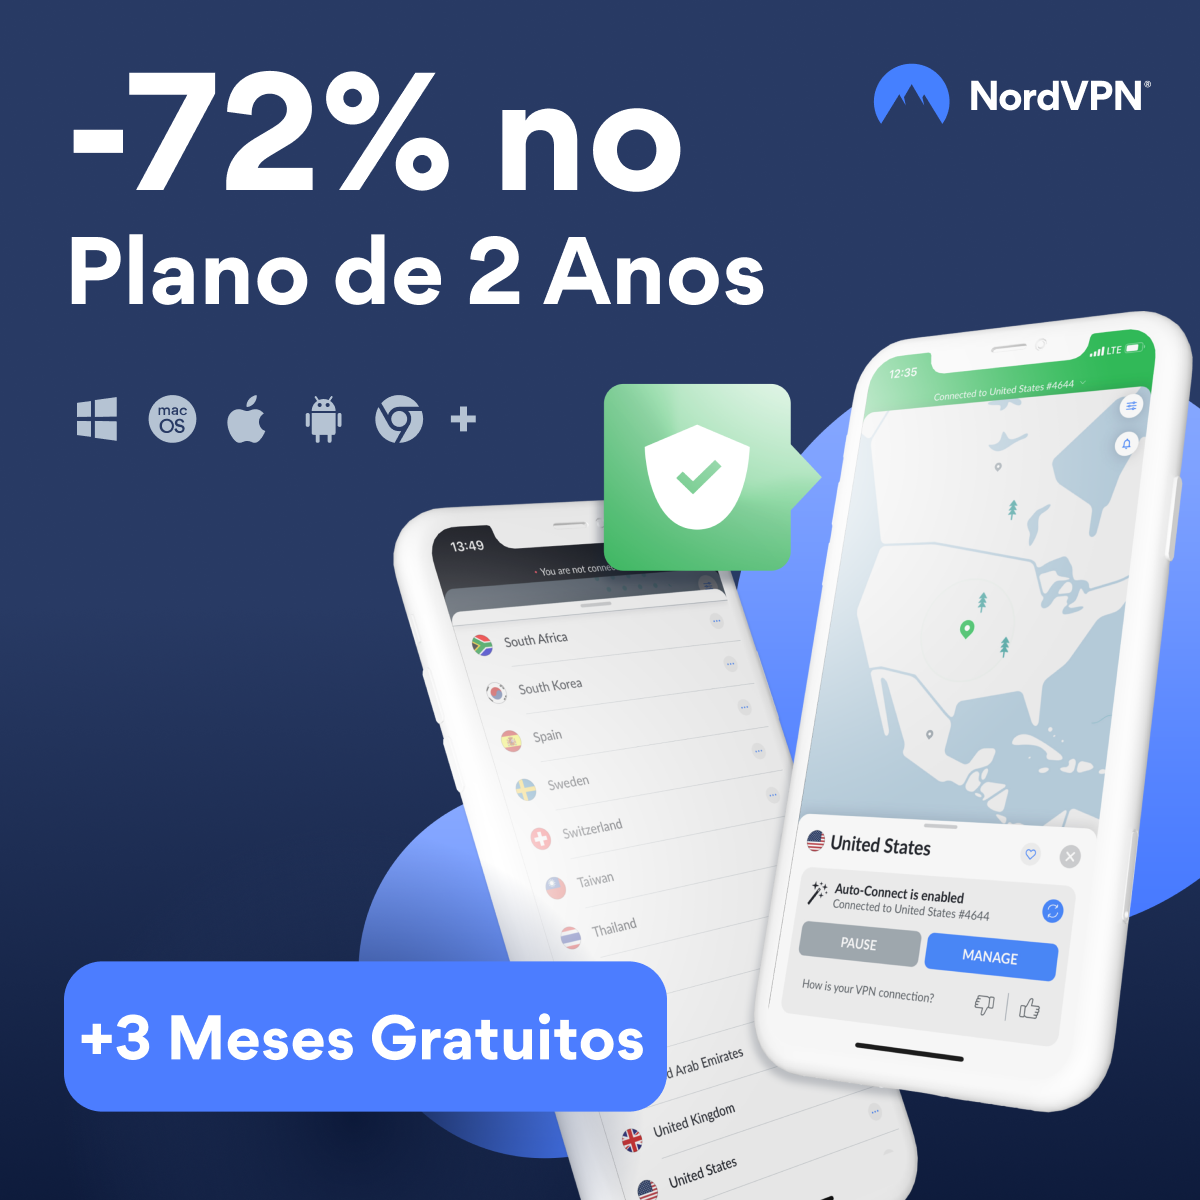 -72% no
Plano de 2 Anos
NordVPN®
mac
OS
+
13:49
South Africa
South Korea
Spain
Sweden
Switzerland
Taiwan
Thailand
Arab Emirates
United Kingdom
United States
12:35
LTE
Connected to United States #4644
United States
Auto-Connect is enabled
Connected to United States #4644
PAUSE
MANAGE
How is your VPN connection?
You are not
+3 Meses Gratuitos